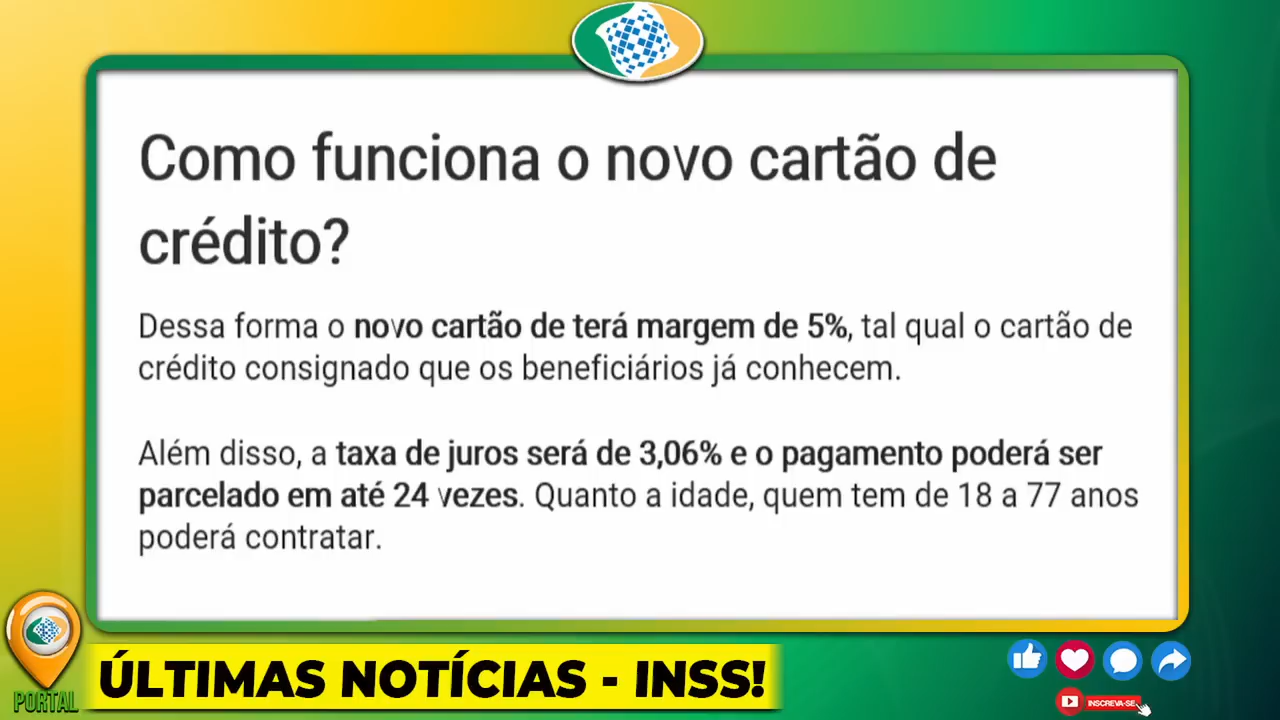 Como funciona o novo cartão de
crédito?
Dessa forma o novo cartão de terá margem de 5%, tal qual o cartão de
crédito consignado que os beneficiários já conhecem.
Além disso, a taxa de juros será de 3,06% e o pagamento poderá ser
parcelado em até 24 vezes. Quanto a idade, quem tem de 18 a 77 anos
poderá contratar.
PORTAL
ÚLTIMAS NOTÍCIAS - INSS!
INSCREVA-SE